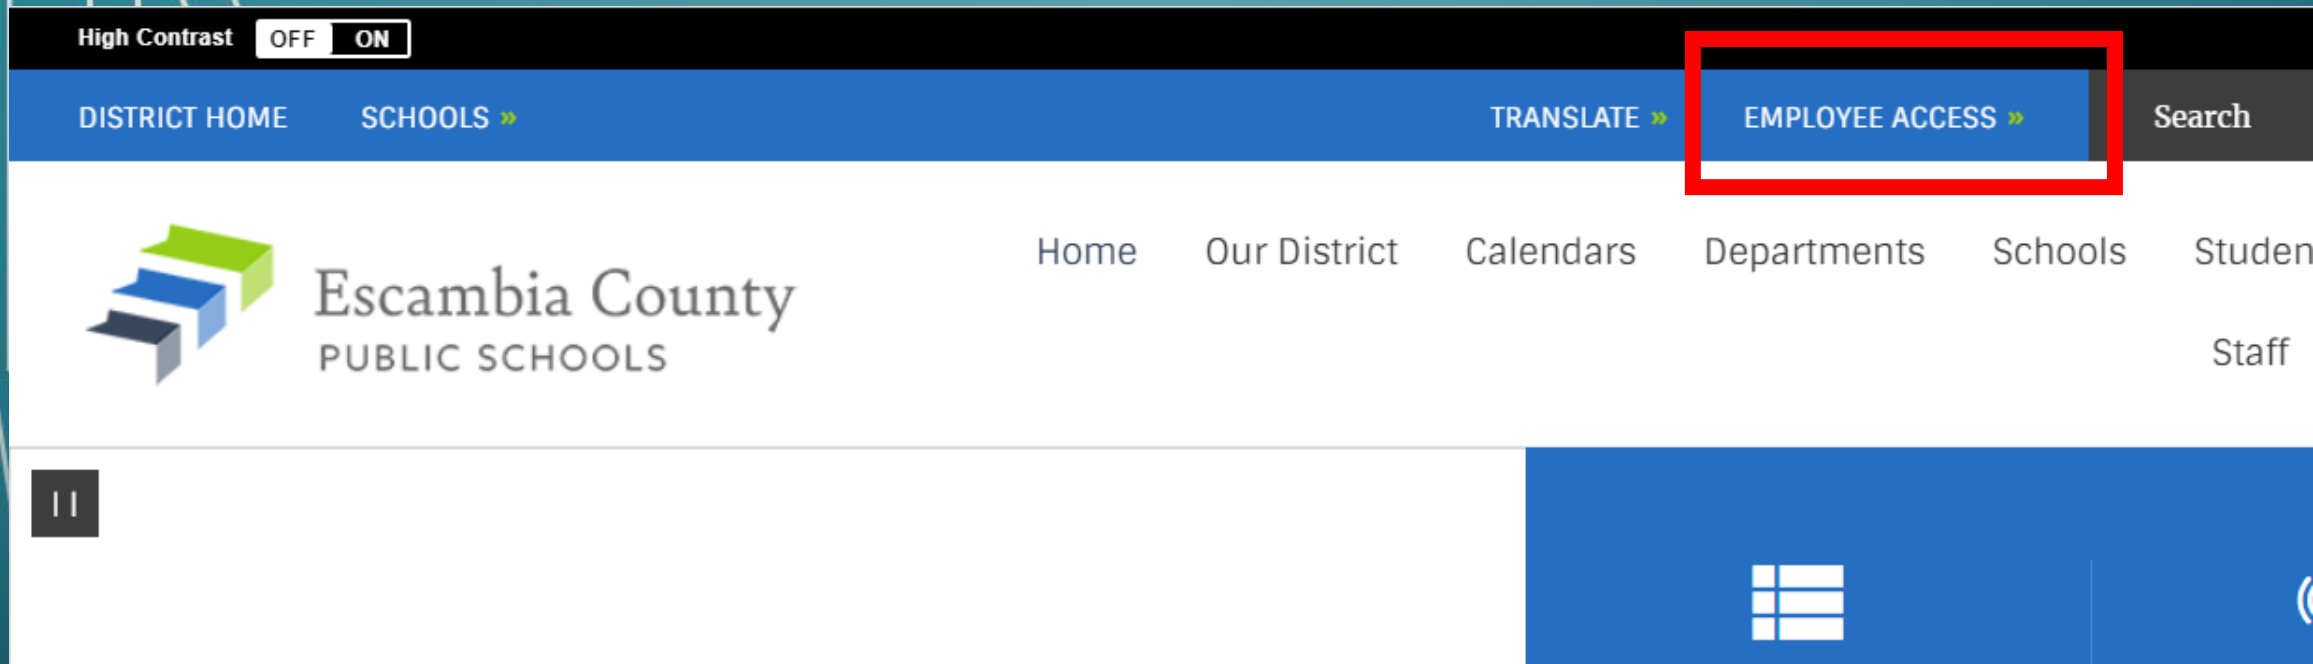 High Contrast OFF ON
DISTRICT HOME SCHOOLS » TRANSLATE » EMPLOYEE ACCESS » Search
Home Our District Calendars Departments Schools Studen
Escambia County
PUBLIC SCHOOLS
Staff